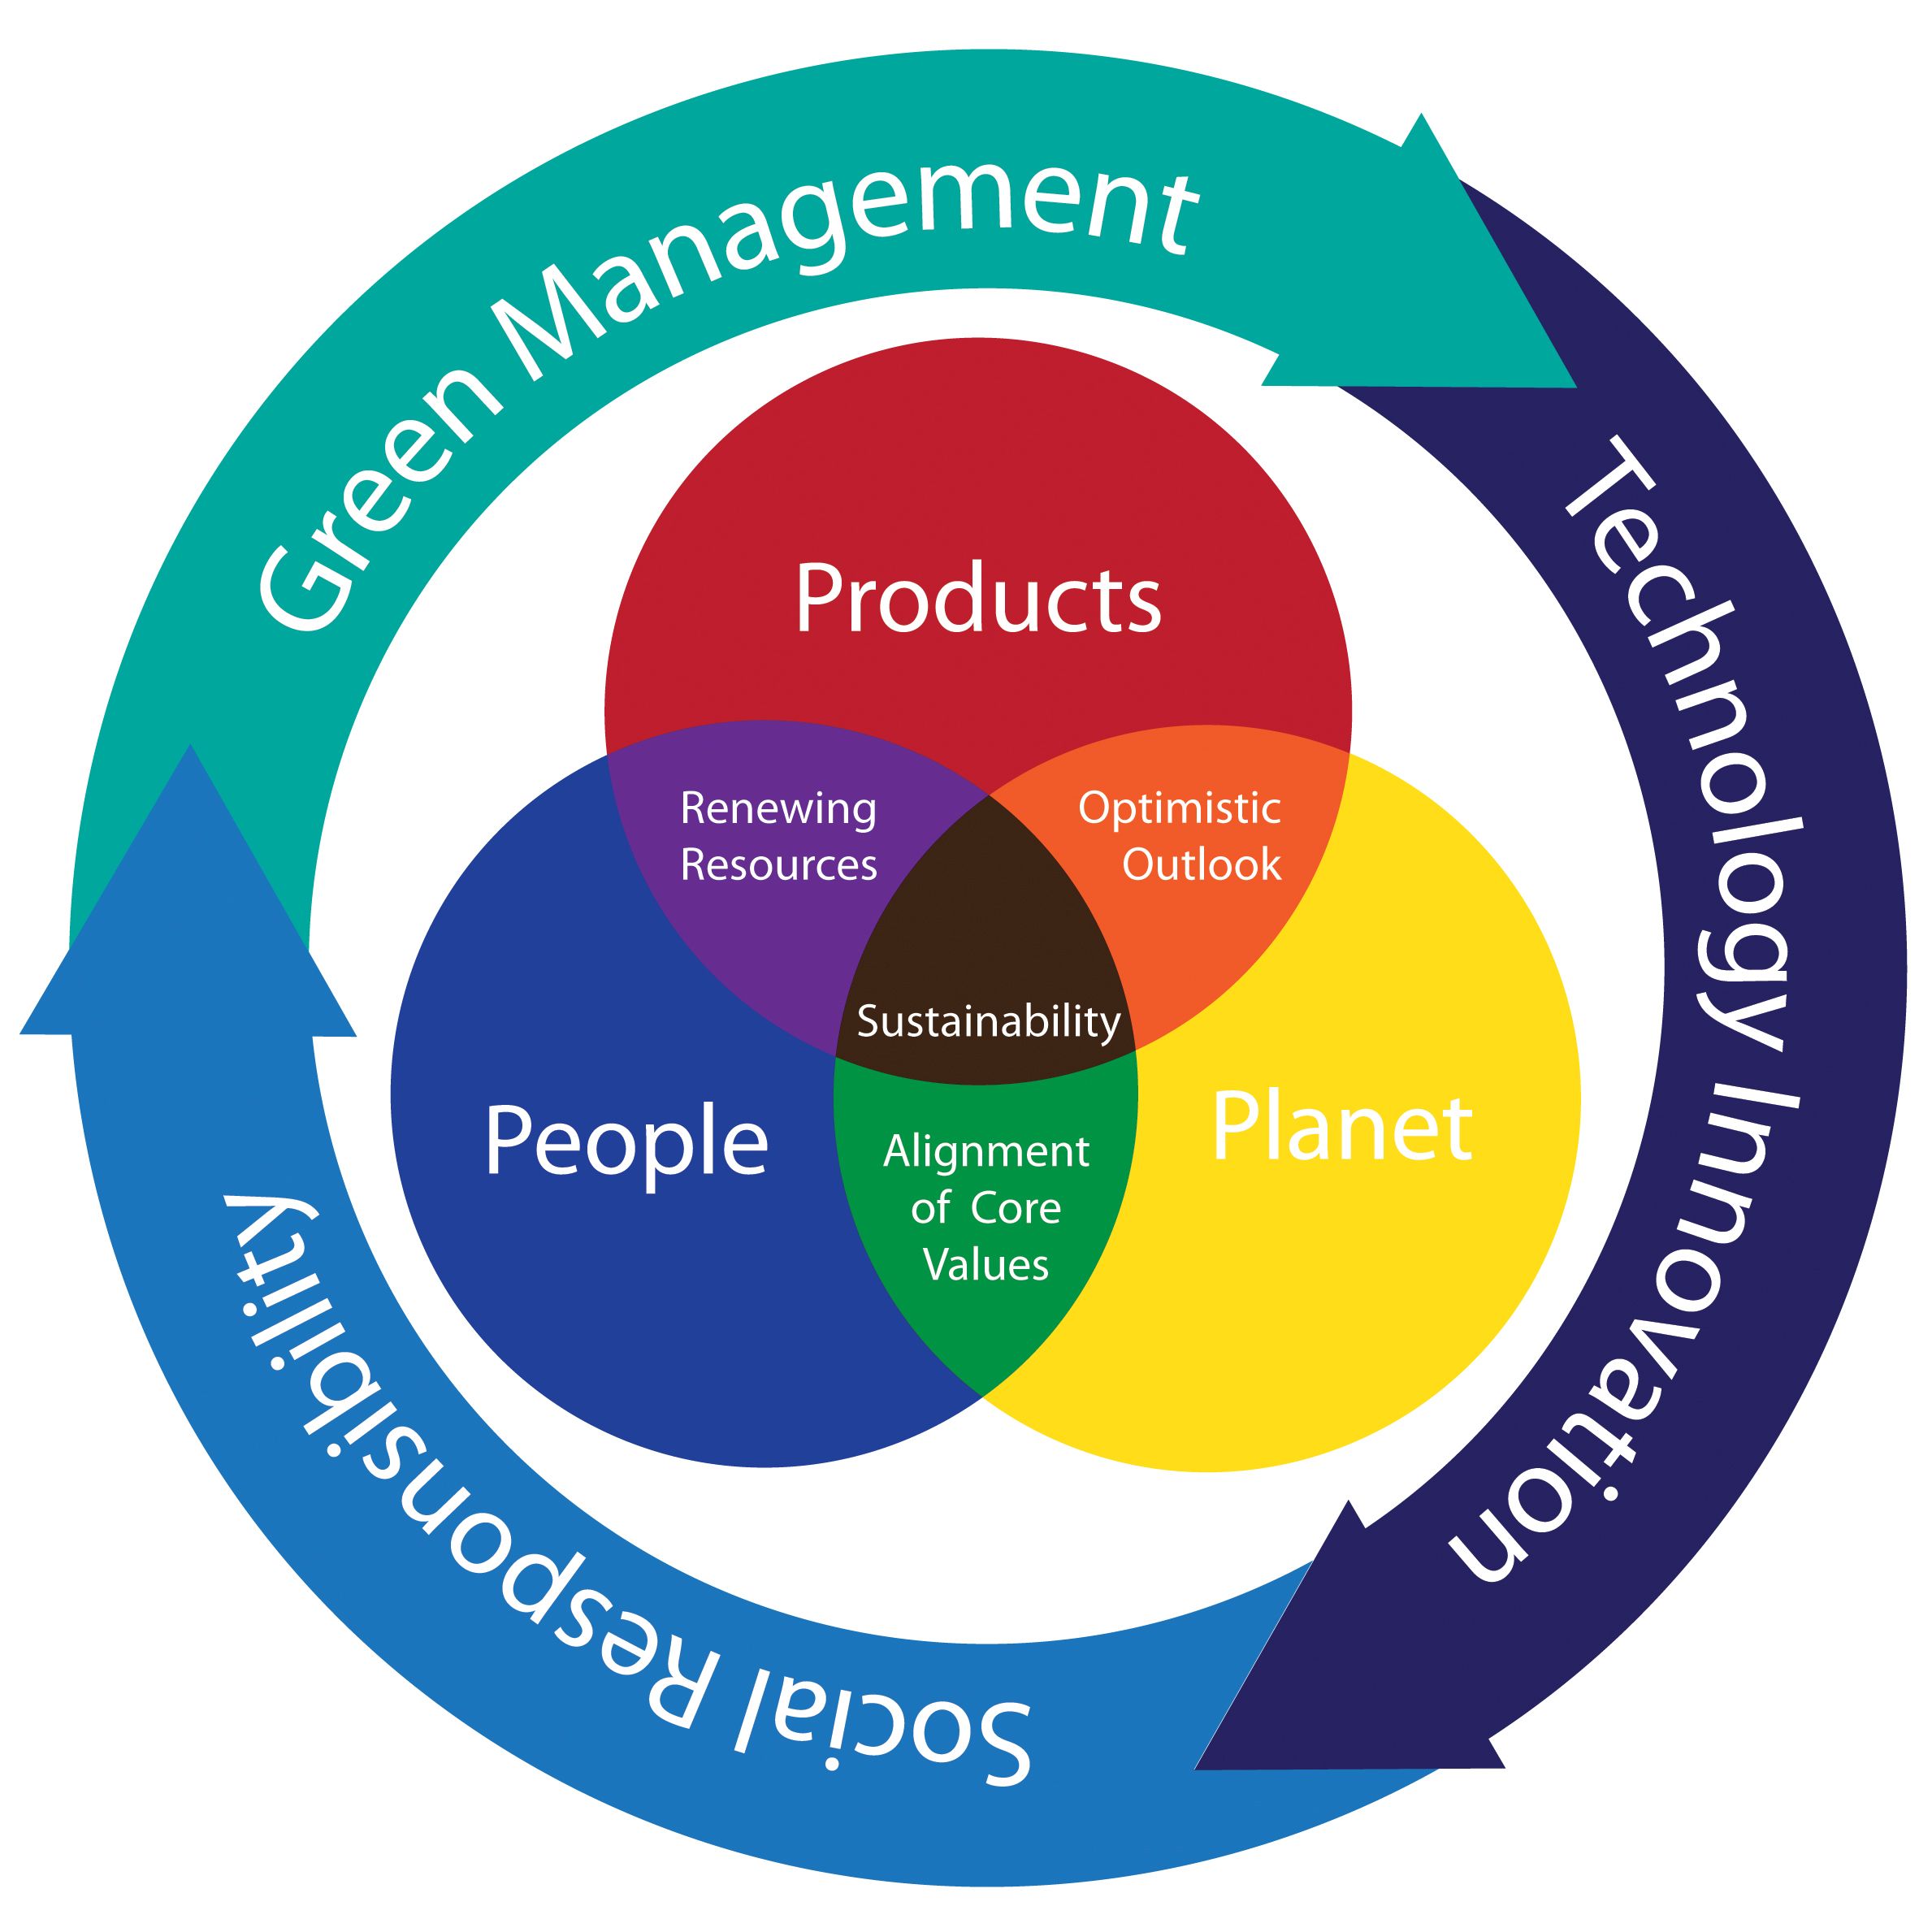 Green Management
Technology Innovation
Social Responsibility
Products
Renewing
Resources
Optimistic
Outlook
Sustainability
People
Planet
Alignment
of Core
Values